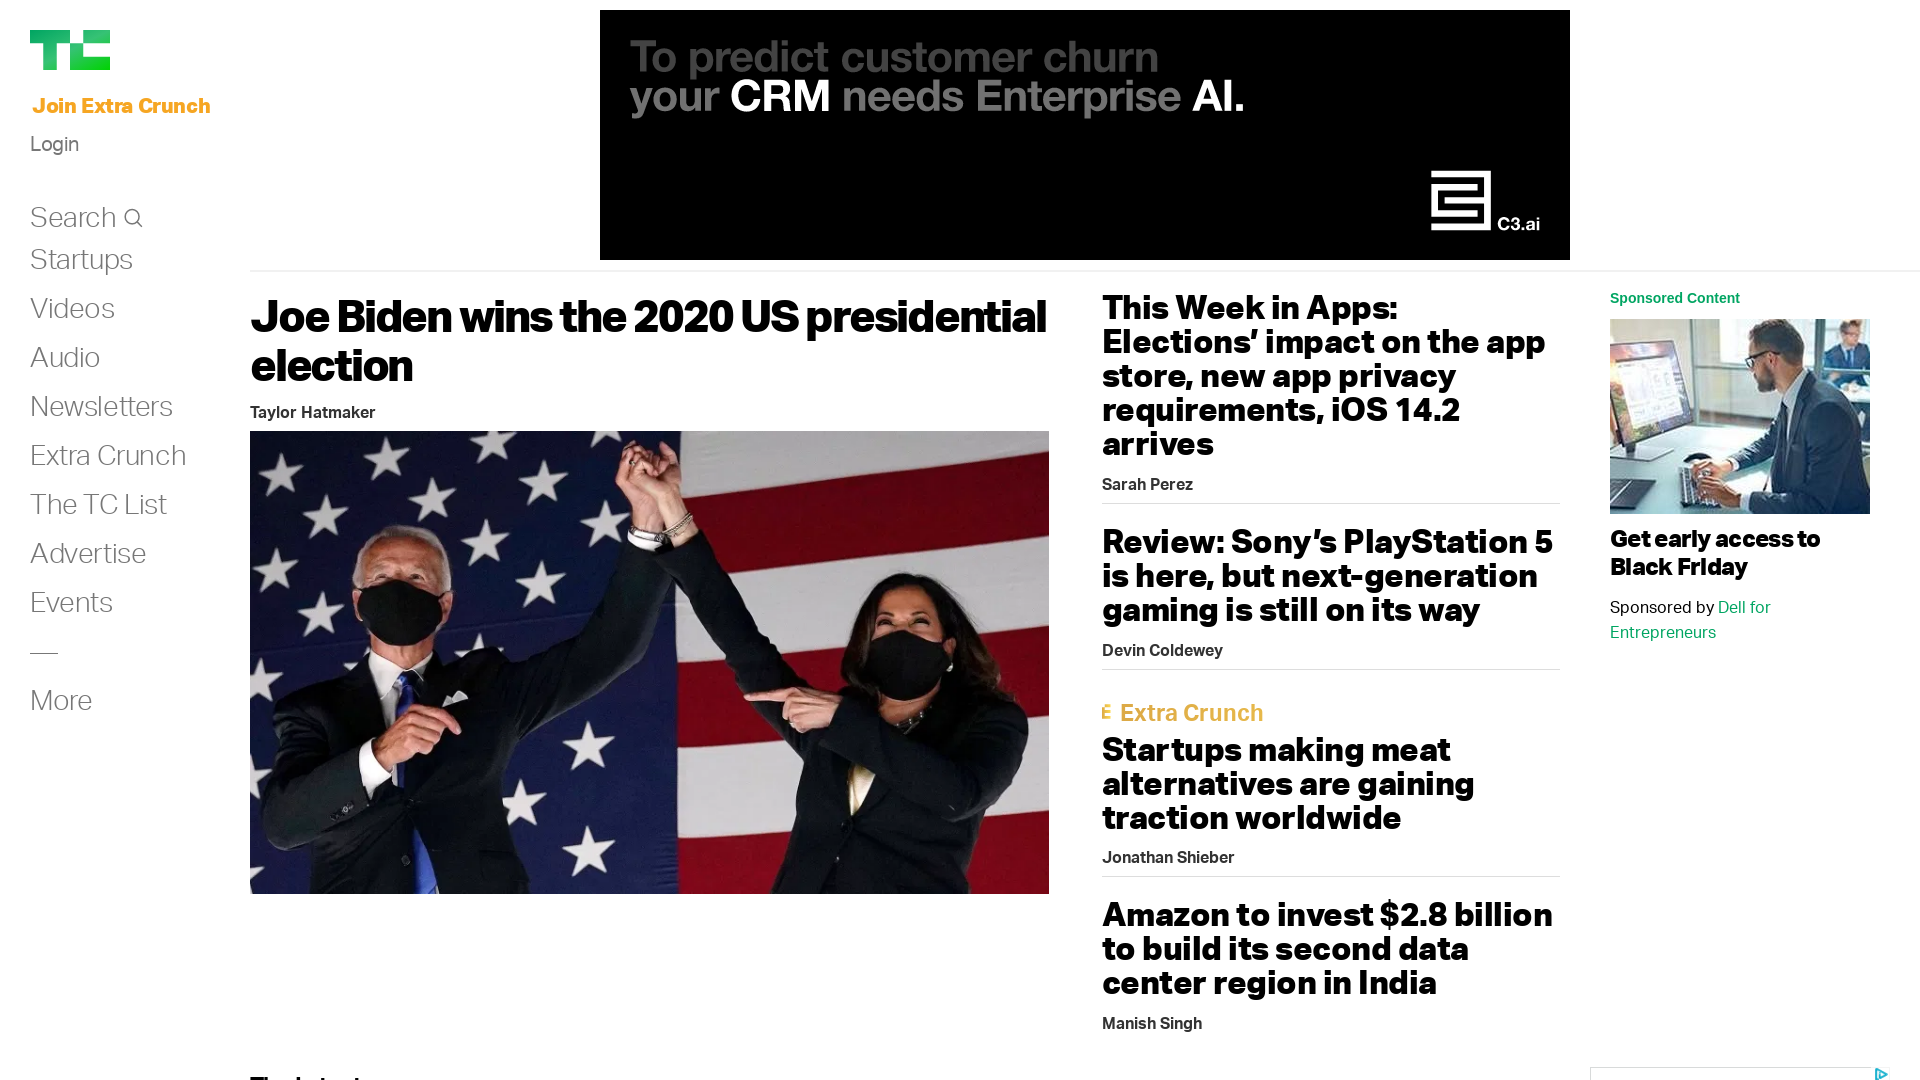 TC
Join Extra Crunch
Login
Search
Startups
Videos
Audio
Newsletters
Extra Crunch
The TC List
Advertise
Events
—
More
To predict customer churn
your CRM needs Enterprise AI.
C3.ai
Joe Biden wins the 2020 US presidential
election
Taylor Hatmaker
This Week in Apps:
Elections’ impact on the app
store, new app privacy
requirements, iOS 14.2
arrives
Sarah Perez
Review: Sony’s PlayStation 5
is here, but next-generation
gaming is still on its way
Devin Coldewey
Extra Crunch
Startups making meat
alternatives are gaining
traction worldwide
Jonathan Shieber
Amazon to invest $2.8 billion
to build its second data
center region in India
Manish Singh
Sponsored Content
Get early access to
Black Friday
Sponsored by Dell for
Entrepreneurs